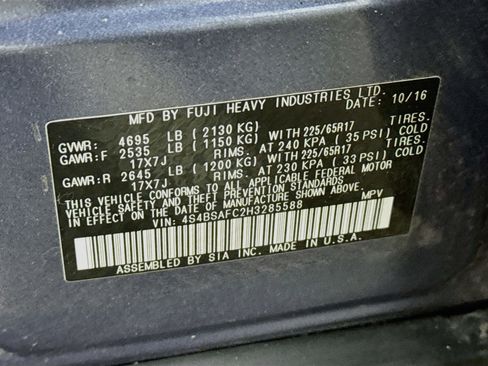 MFD BY FUJI HEAVY INDUSTRIES LTD.
DATE: 10/16
GVWR: 4695 LB (2130 KG)
GAWR:F 2535 LB (1150 KG) WITH 225/65R17 TIRES.
17X7J RIMS. AT 240 KPA (35 PSI) COLD
GAWR:R 2645 LB (1200 KG) WITH 225/65R17 TIRES.
17X7J RIMS. AT 230 KPA (33 PSI) COLD
THIS VEHICLE CONFORMS TO ALL APPLICABLE FEDERAL MOTOR
VEHICLE SAFETY AND THEFT PREVENTION STANDARDS
IN EFFECT ON THE DATE OF MANUFACTURE SHOWN ABOVE.
VIN: 4S4BSAFC2H3285588 MPV
ASSEMBLED BY SIA INC. MADE IN U.S.A.